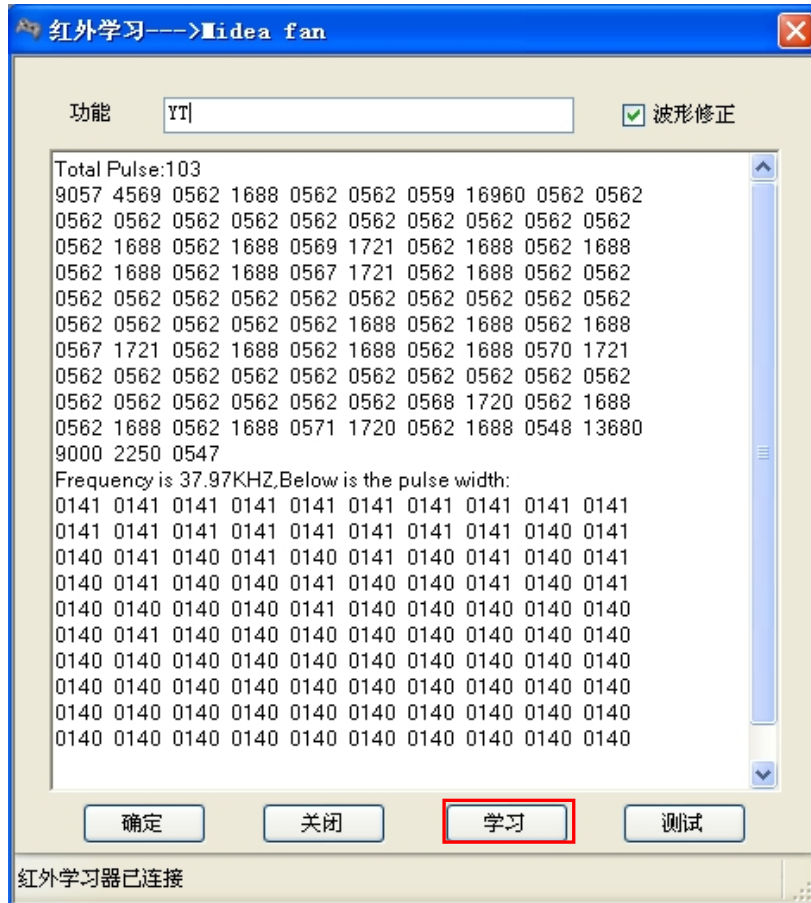 红外学习--->Midea fan
功能 YT 波形修正
Total Pulse:103
9057 4569 0562 1688 0562 0562 0559 16960 0562 0562
0562 0562 0562 0562 0562 0562 0562 0562 0562 0562
0562 1688 0562 1688 0569 1721 0562 1688 0562 1688
0562 1688 0562 1688 0567 1721 0562 1688 0562 0562
0562 0562 0562 0562 0562 0562 0562 0562 0562 0562
0562 0562 0562 0562 0562 1688 0562 1688 0562 1688
0567 1721 0562 1688 0562 1688 0562 1688 0570 1721
0562 0562 0562 0562 0562 0562 0562 0562 0562 0562
0562 0562 0562 0562 0562 0562 0568 1720 0562 1688
0562 1688 0562 1688 0571 1720 0562 1688 0548 13680
9000 2250 0547
Frequency is 37.97KHZ,Below is the pulse width:
0141 0141 0141 0141 0141 0141 0141 0141 0141 0141
0141 0141 0141 0141 0141 0141 0141 0141 0140 0141
0140 0141 0140 0141 0140 0141 0140 0141 0140 0141
0140 0141 0140 0140 0141 0140 0140 0141 0140 0141
0140 0140 0140 0140 0141 0140 0140 0140 0140 0140
0140 0141 0140 0140 0140 0140 0140 0140 0140 0140
0140 0140 0140 0140 0140 0140 0140 0140 0140 0140
0140 0140 0140 0140 0140 0140 0140 0140 0140 0140
0140 0140 0140 0140 0140 0140 0140 0140 0140 0140
0140 0140 0140 0140 0140 0140 0140 0140 0140 0140
确定 关闭 学习 测试
红外学习器已连接